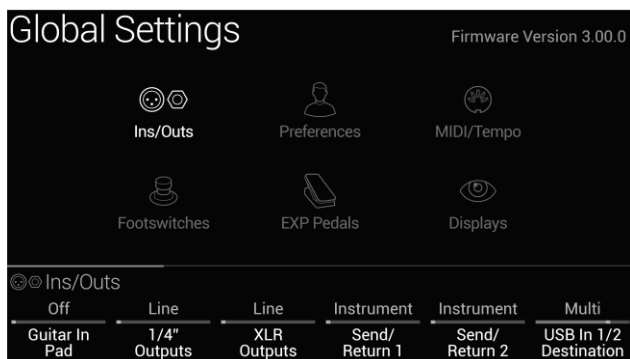 Global Settings
Firmware Version 3.00.0
Ins/Outs
Preferences
MIDI/Tempo
Footswitches
EXP Pedals
Displays
Ins/Outs
Off
Line
Line
Instrument
Instrument
Multi
Guitar In
Pad
1/4"
Outputs
XLR
Outputs
Send/
Return 1
Send/
Return 2
USB In 1/2
Destination